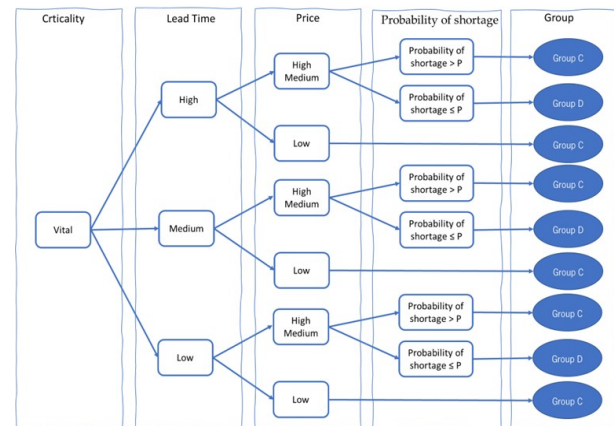 Crticality Lead Time Price Probability of shortage Group
High
Medium
Probability of
shortage > P
Group C
High
Probability of
shortage ≤ P
Group D
Low
Group C
High
Medium
Probability of
shortage > P
Group C
Vital
Medium
Probability of
shortage ≤ P
Group D
Low
Group C
High
Medium
Probability of
shortage > P
Group C
Low
Probability of
shortage ≤ P
Group D
Low
Group C